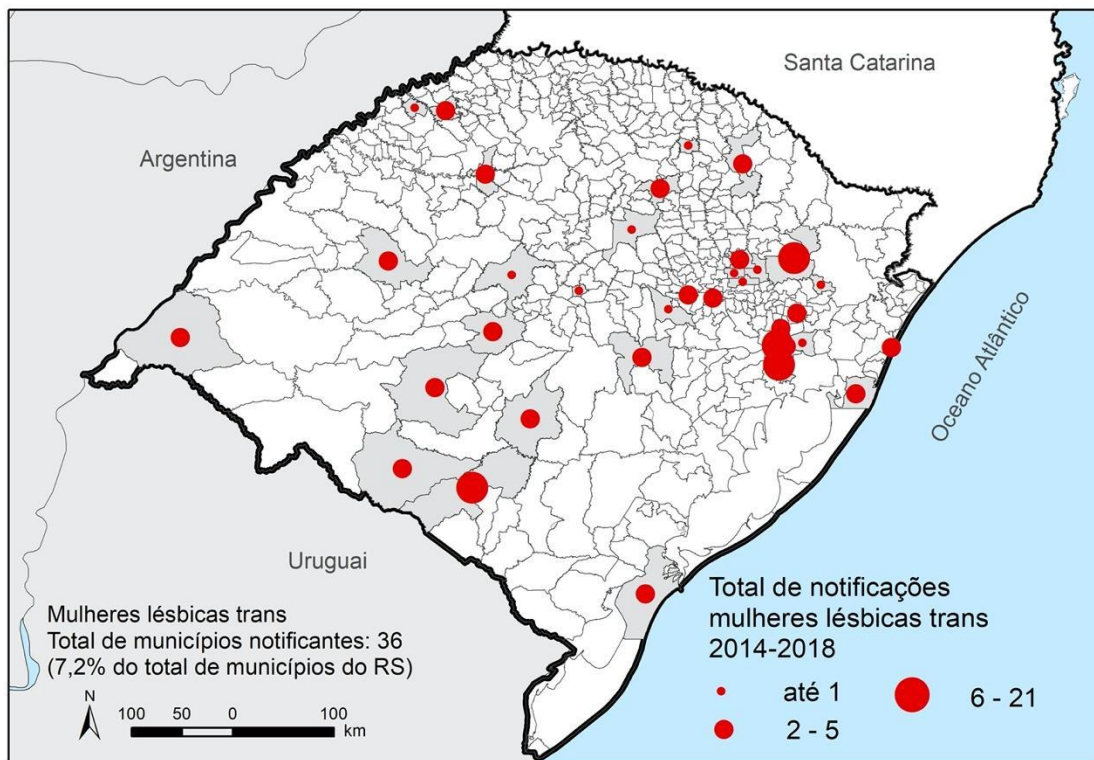 Santa Catarina
Argentina
Oceano Atlântico
Uruguai
Mulheres lésbicas trans
Total de municípios notificantes: 36
(7,2% do total de municípios do RS)
N
100 50 0 100
km
Total de notificações
mulheres lésbicas trans
2014-2018
até 1
6 - 21
2 - 5